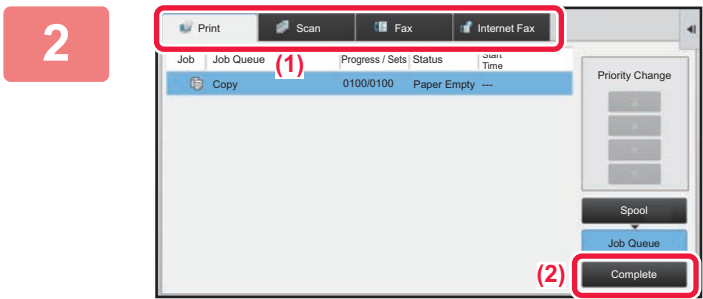 2
Print Scan Fax Internet Fax
Job Job Queue (1) Progress / Sets Status Start Time
Copy 0100/0100 Paper Empty ---
Priority Change
Spool
Job Queue
(2) Complete